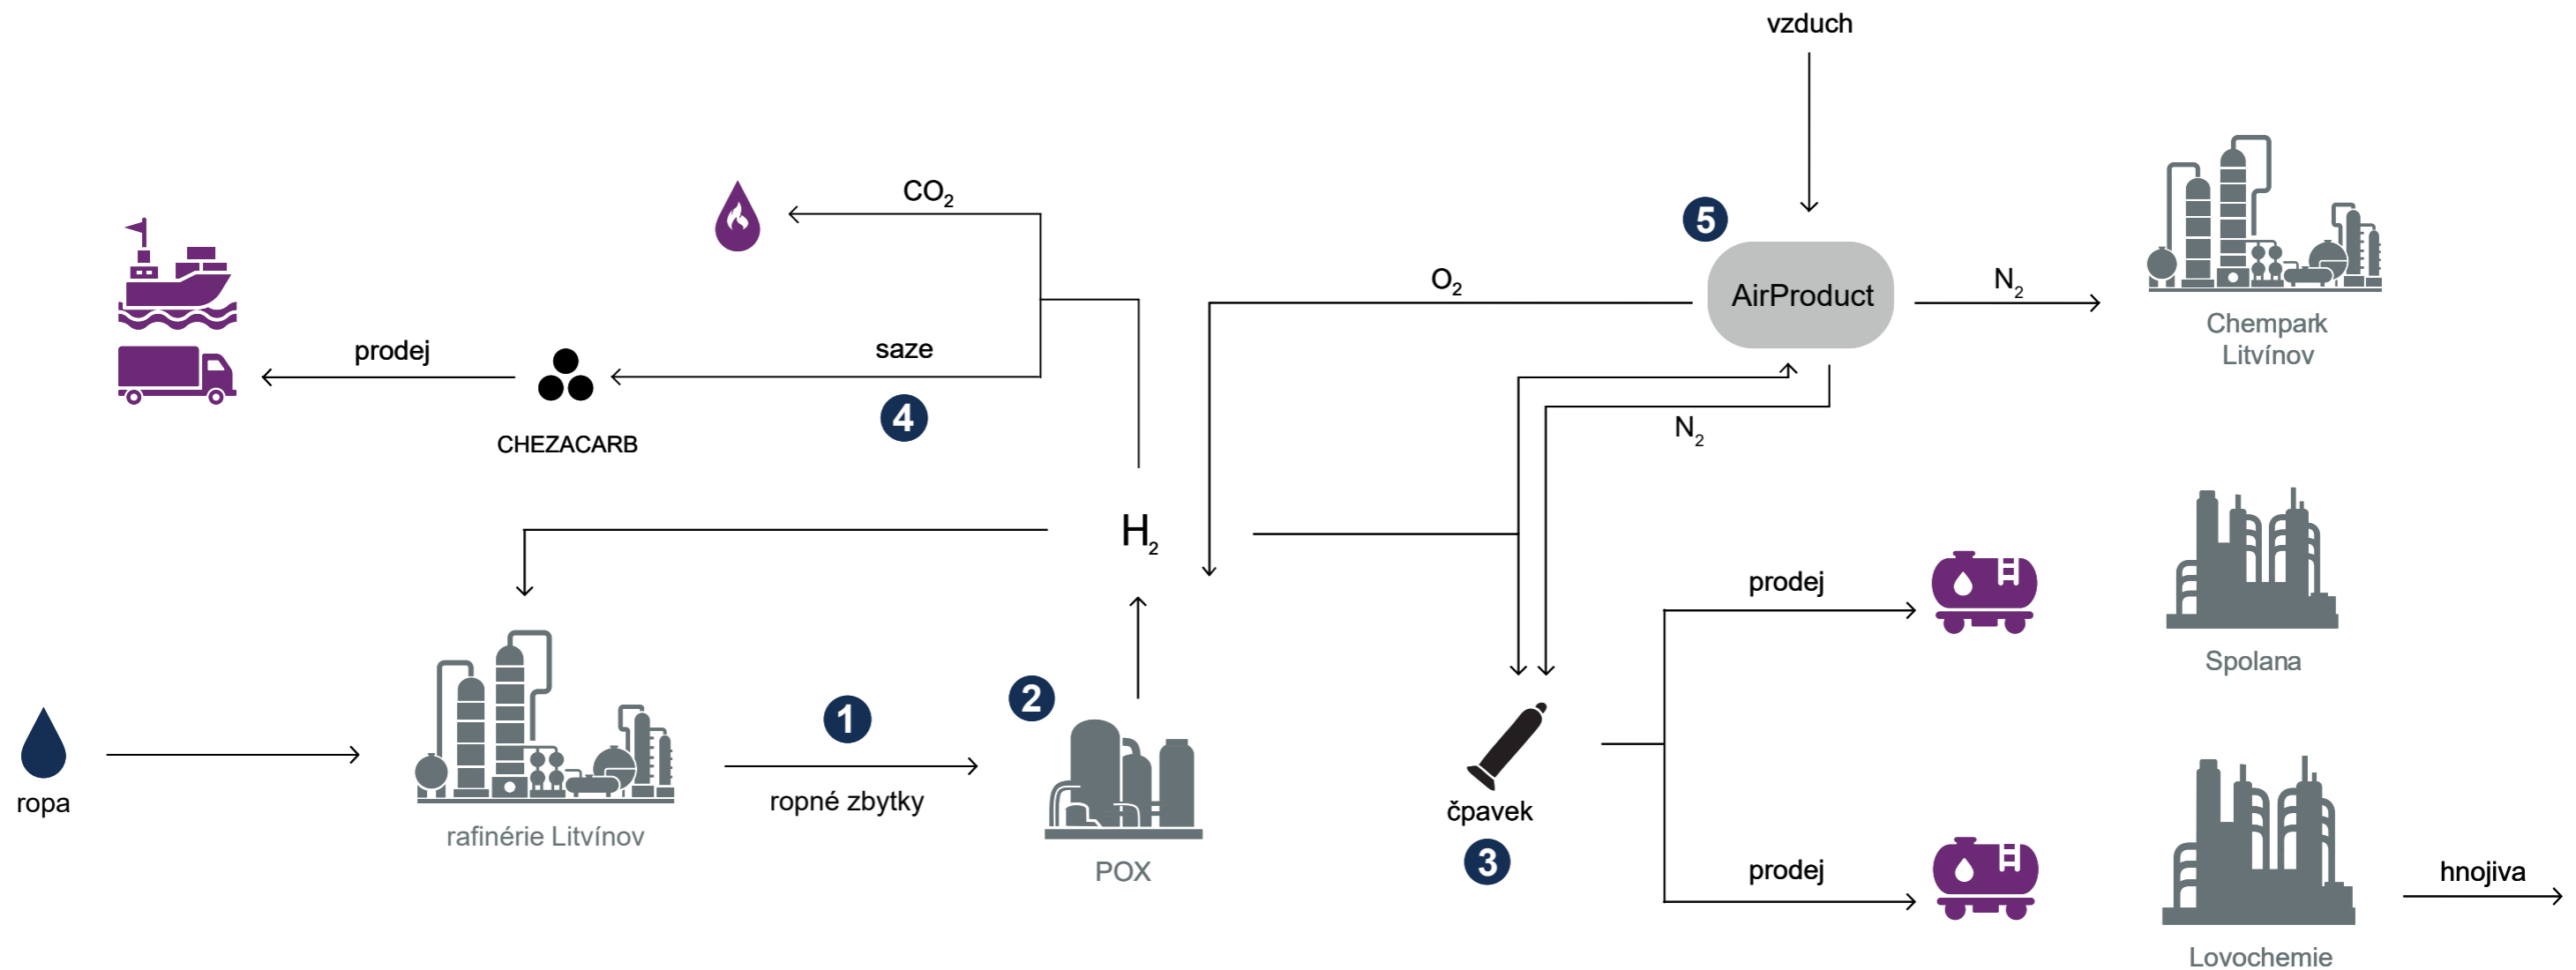 vzduch
CO2
5
O2
AirProduct
N2
Chempark
Litvínov
prodej
saze
4
CHEZACARB
N2
H2
prodej
Spolana
1
2
ropa
ropné zbytky
rafinérie Litvínov
POX
čpavek
3
prodej
hnojiva
Lovochemie